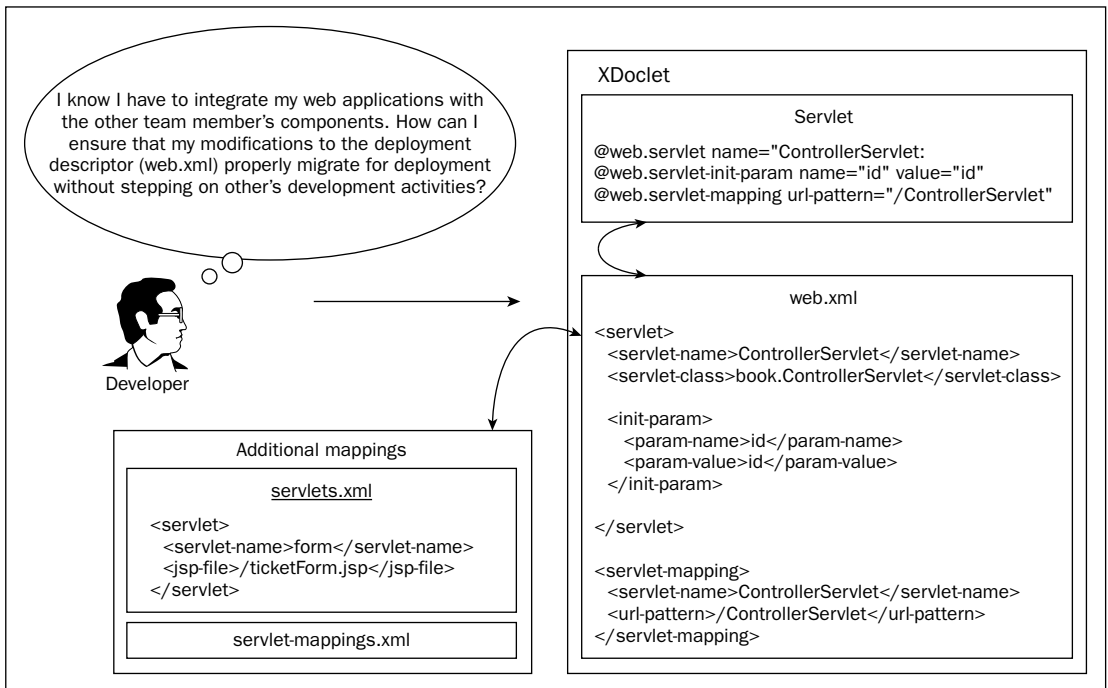 I know I have to integrate my web applications with
the other team member's components. How can I
ensure that my modifications to the deployment
descriptor (web.xml) properly migrate for deployment
without stepping on other's development activities?
Developer
Additional mappings
servlets.xml
<servlet>
<servlet-name>form</servlet-name>
<jsp-file>/ticketForm.jsp</jsp-file>
</servlet>
servlet-mappings.xml
XDoclet
Servlet
@web.servlet name="ControllerServlet:
@web.servlet-init-param name="id" value="id"
@web.servlet-mapping url-pattern="/ControllerServlet"
web.xml
<servlet>
<servlet-name>ControllerServlet</servlet-name>
<servlet-class>book.ControllerServlet</servlet-class>
<init-param>
<param-name>id</param-name>
<param-value>id</param-value>
</init-param>
</servlet>
<servlet-mapping>
<servlet-name>ControllerServlet</servlet-name>
<url-pattern>/ControllerServlet</url-pattern>
</servlet-mapping>